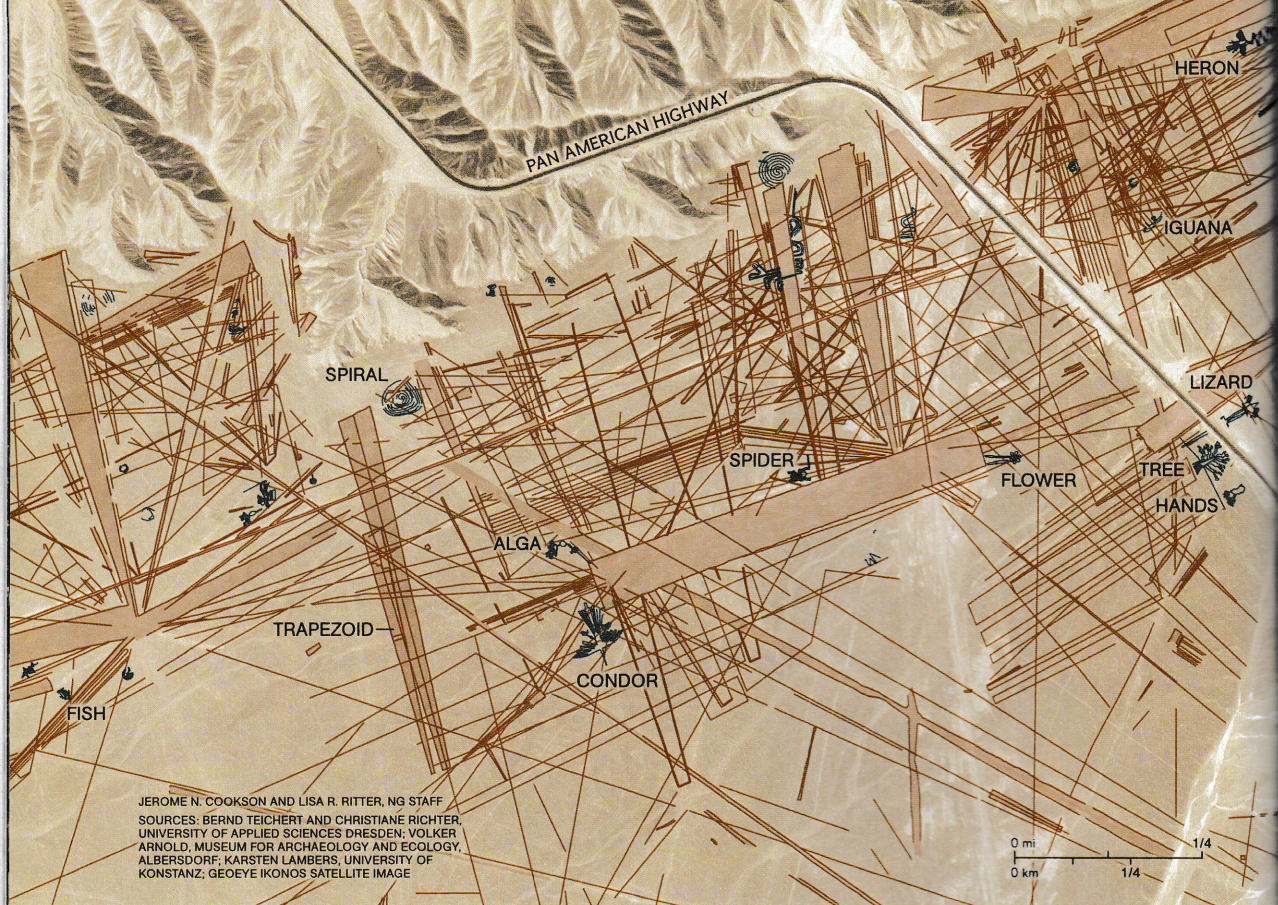 HERON
PAN AMERICAN HIGHWAY
IGUANA
SPIRAL
LIZARD
SPIDER
FLOWER
TREE
HANDS
ALGA
TRAPEZOID
CONDOR
FISH
JEROME N. COOKSON AND LISA R. RITTER, NG STAFF
SOURCES: BERND TEICHERT AND CHRISTIANE RICHTER,
UNIVERSITY OF APPLIED SCIENCES DRESDEN; VOLKER
ARNOLD, MUSEUM FOR ARCHAEOLOGY AND ECOLOGY,
ALBERSDORF; KARSTEN LAMBERS, UNIVERSITY OF
KONSTANZ; GEOEYE IKONOS SATELLITE IMAGE
0 mi 1/4
0 km 1/4